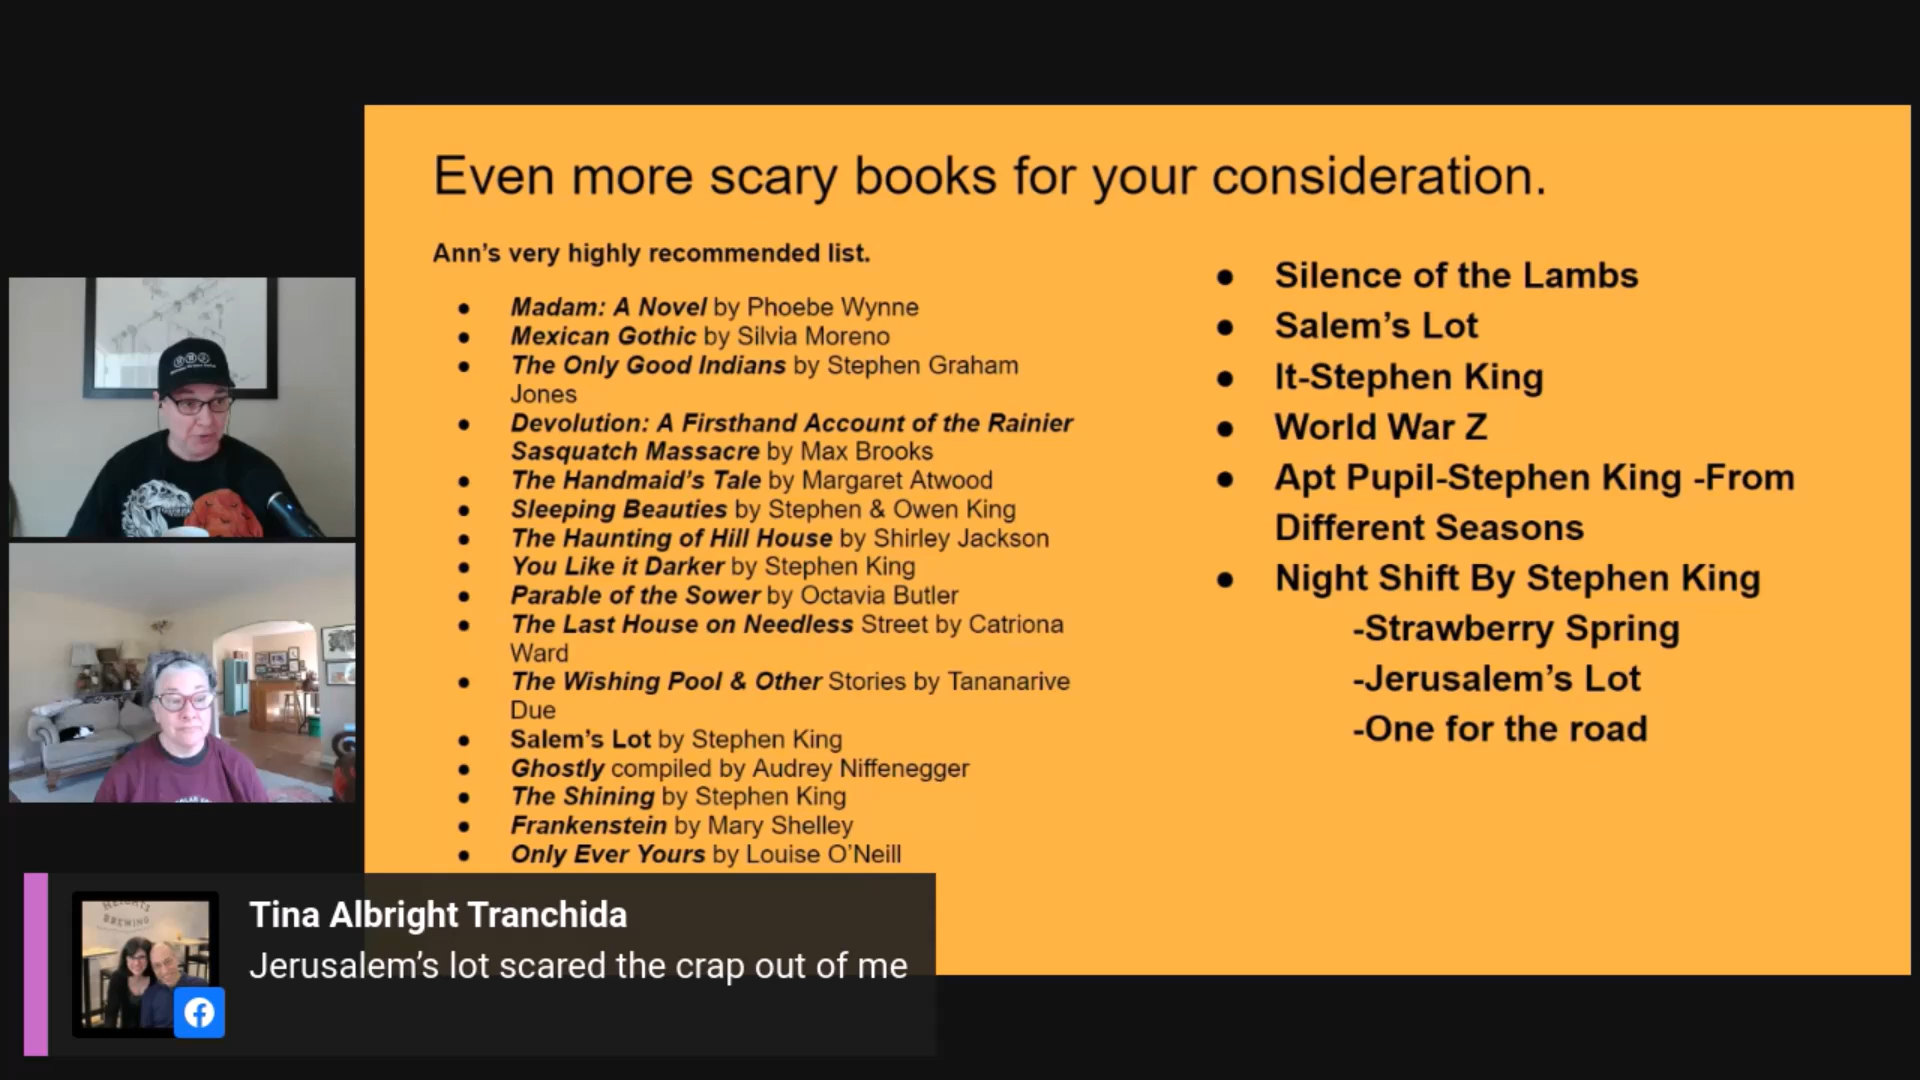 Even more scary books for your consideration.
Ann’s very highly recommended list.
● Madam: A Novel by Phoebe Wynne
● Mexican Gothic by Silvia Moreno
● The Only Good Indians by Stephen Graham
Jones
● Devolution: A Firsthand Account of the Rainier
Sasquatch Massacre by Max Brooks
● The Handmaid’s Tale by Margaret Atwood
● Sleeping Beauties by Stephen & Owen King
● The Haunting of Hill House by Shirley Jackson
● You Like it Darker by Stephen King
● Parable of the Sower by Octavia Butler
● The Last House on Needless Street by Catriona
Ward
● The Wishing Pool & Other Stories by Tananarive
Due
● Salem’s Lot by Stephen King
● Ghostly compiled by Audrey Niffenegger
● The Shining by Stephen King
● Frankenstein by Mary Shelley
● Only Ever Yours by Louise O’Neill
● Silence of the Lambs
● Salem’s Lot
● It-Stephen King
● World War Z
● Apt Pupil-Stephen King -From
Different Seasons
● Night Shift By Stephen King
-Strawberry Spring
-Jerusalem’s Lot
-One for the road
HEIGHTS
BREWING
Tina Albright Tranchida
Jerusalem’s lot scared the crap out of me